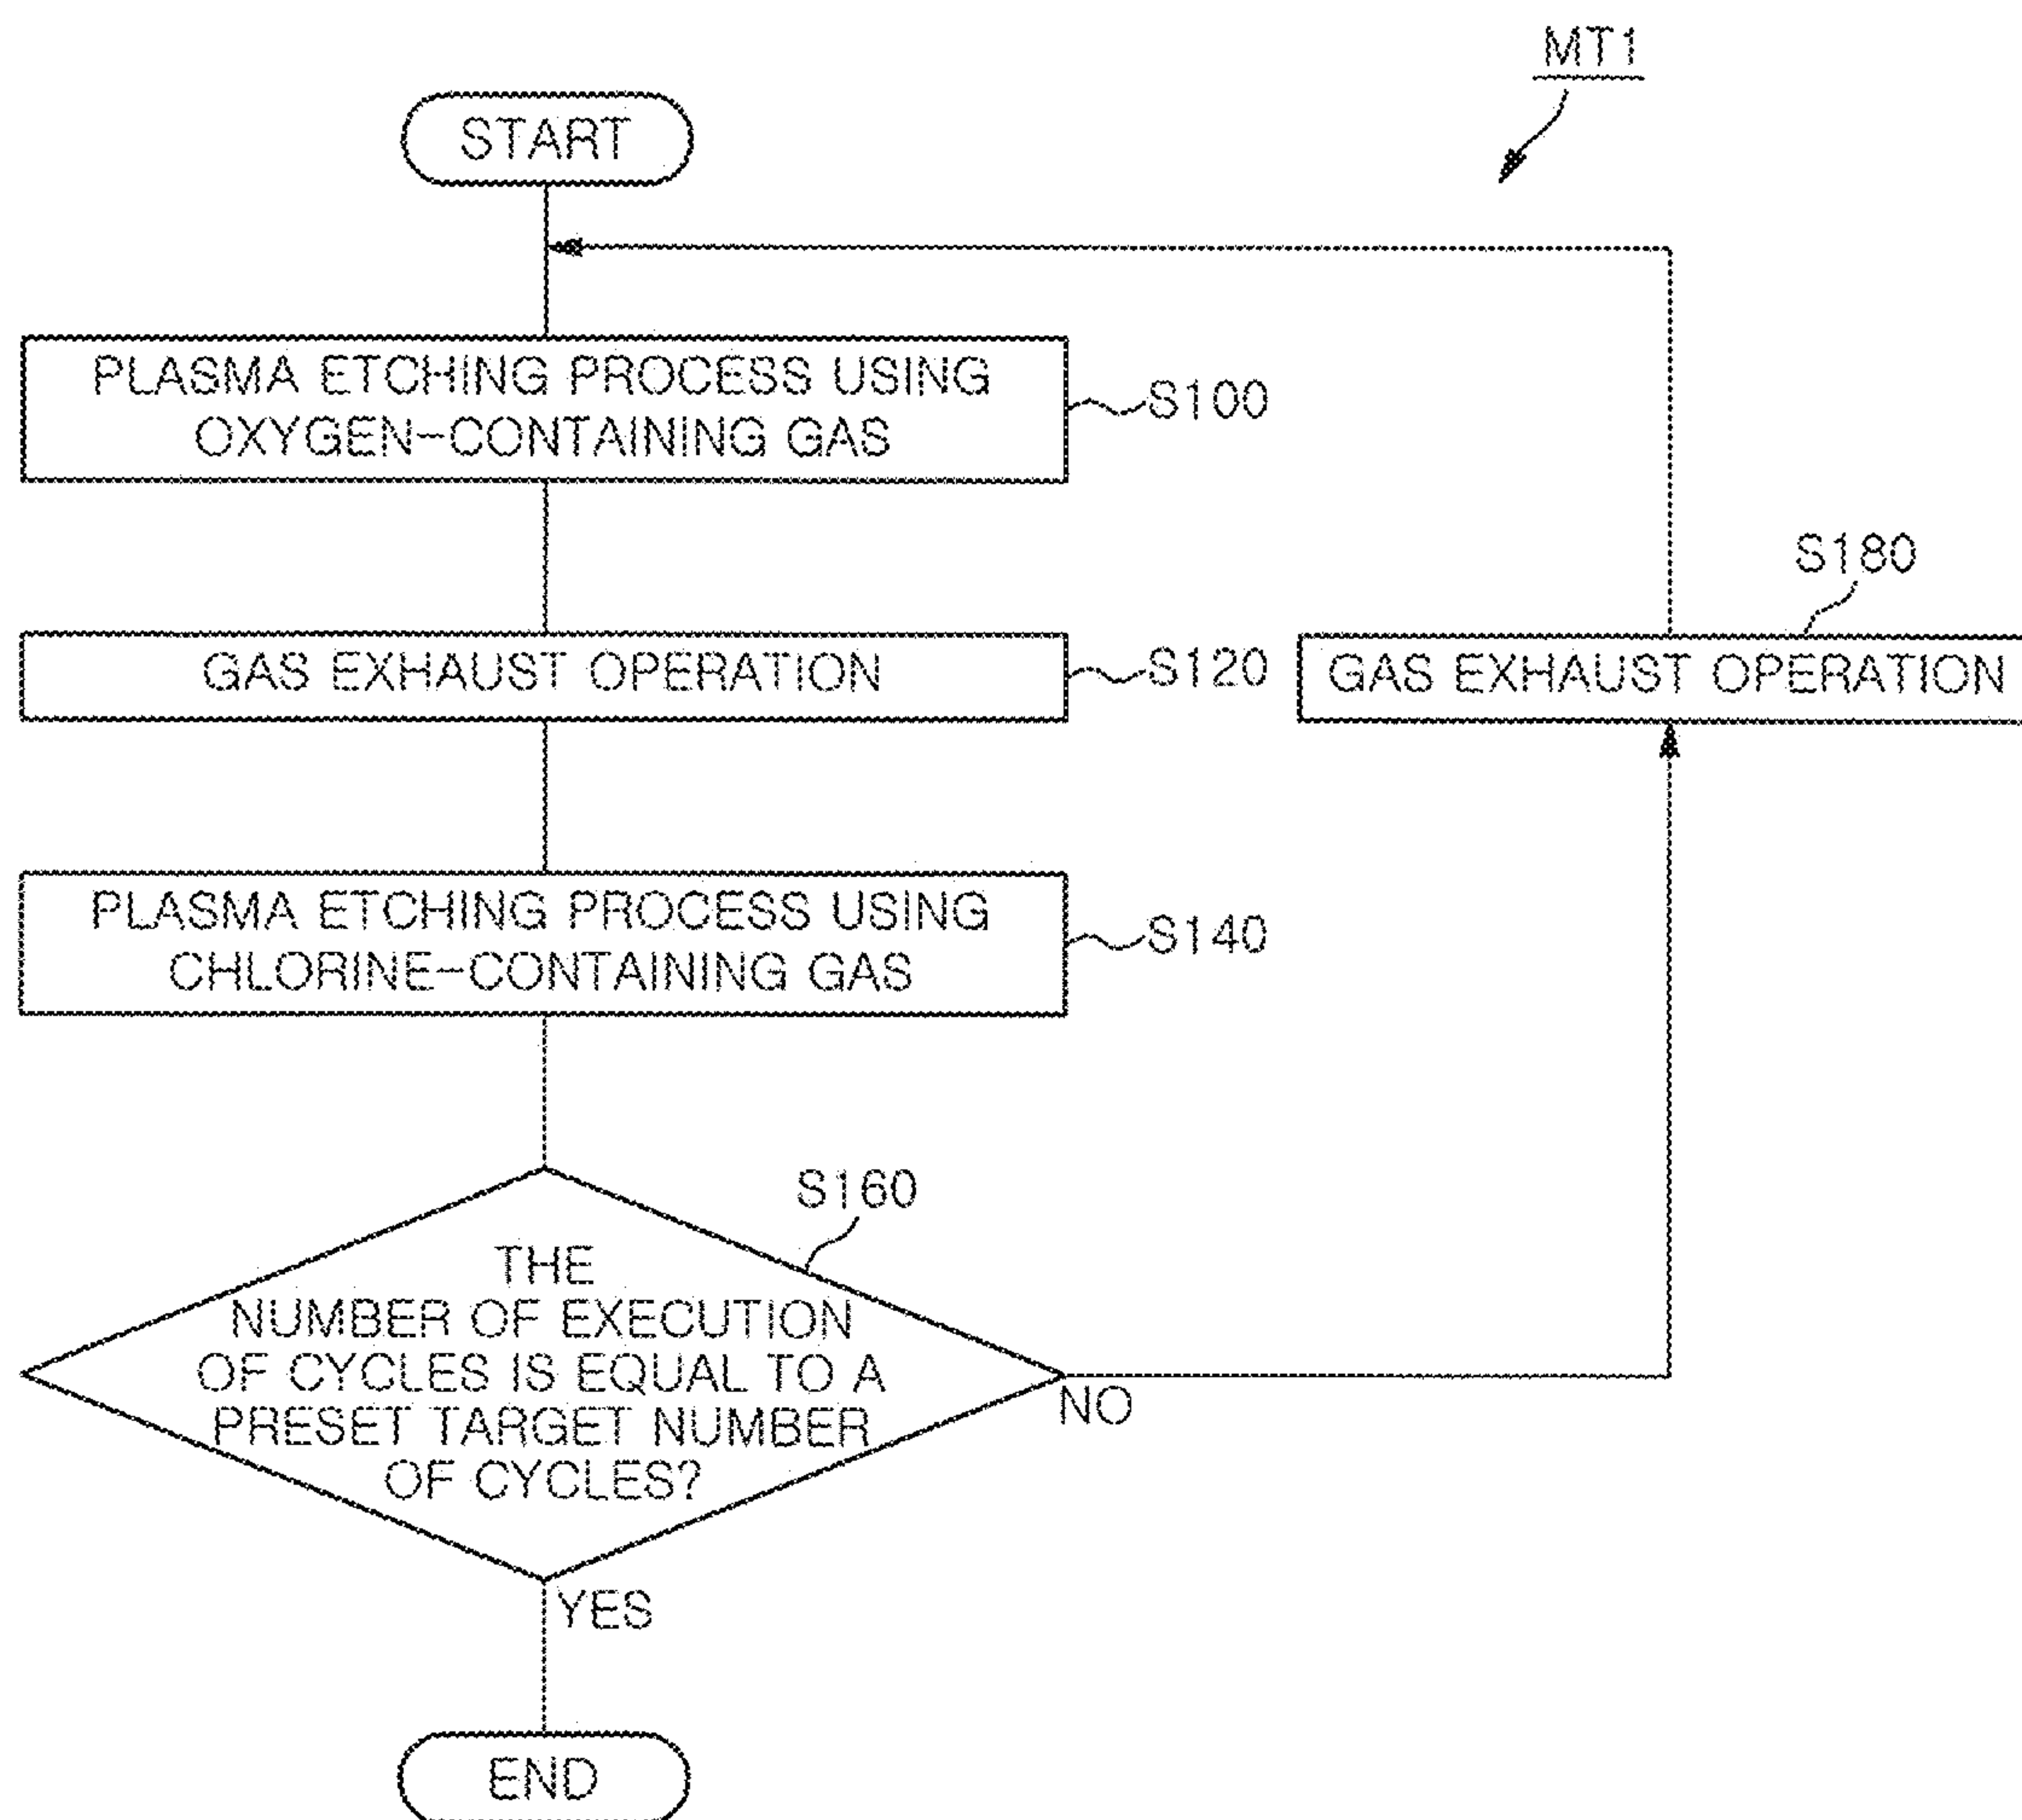 MT1
START
PLASMA ETCHING PROCESS USING
OXYGEN-CONTAINING GAS
S100
GAS EXHAUST OPERATION
S120
S180
GAS EXHAUST OPERATION
PLASMA ETCHING PROCESS USING
CHLORINE-CONTAINING GAS
S140
S160
THE
NUMBER OF EXECUTION
OF CYCLES IS EQUAL TO A
PRESET TARGET NUMBER
OF CYCLES?
NO
YES
END